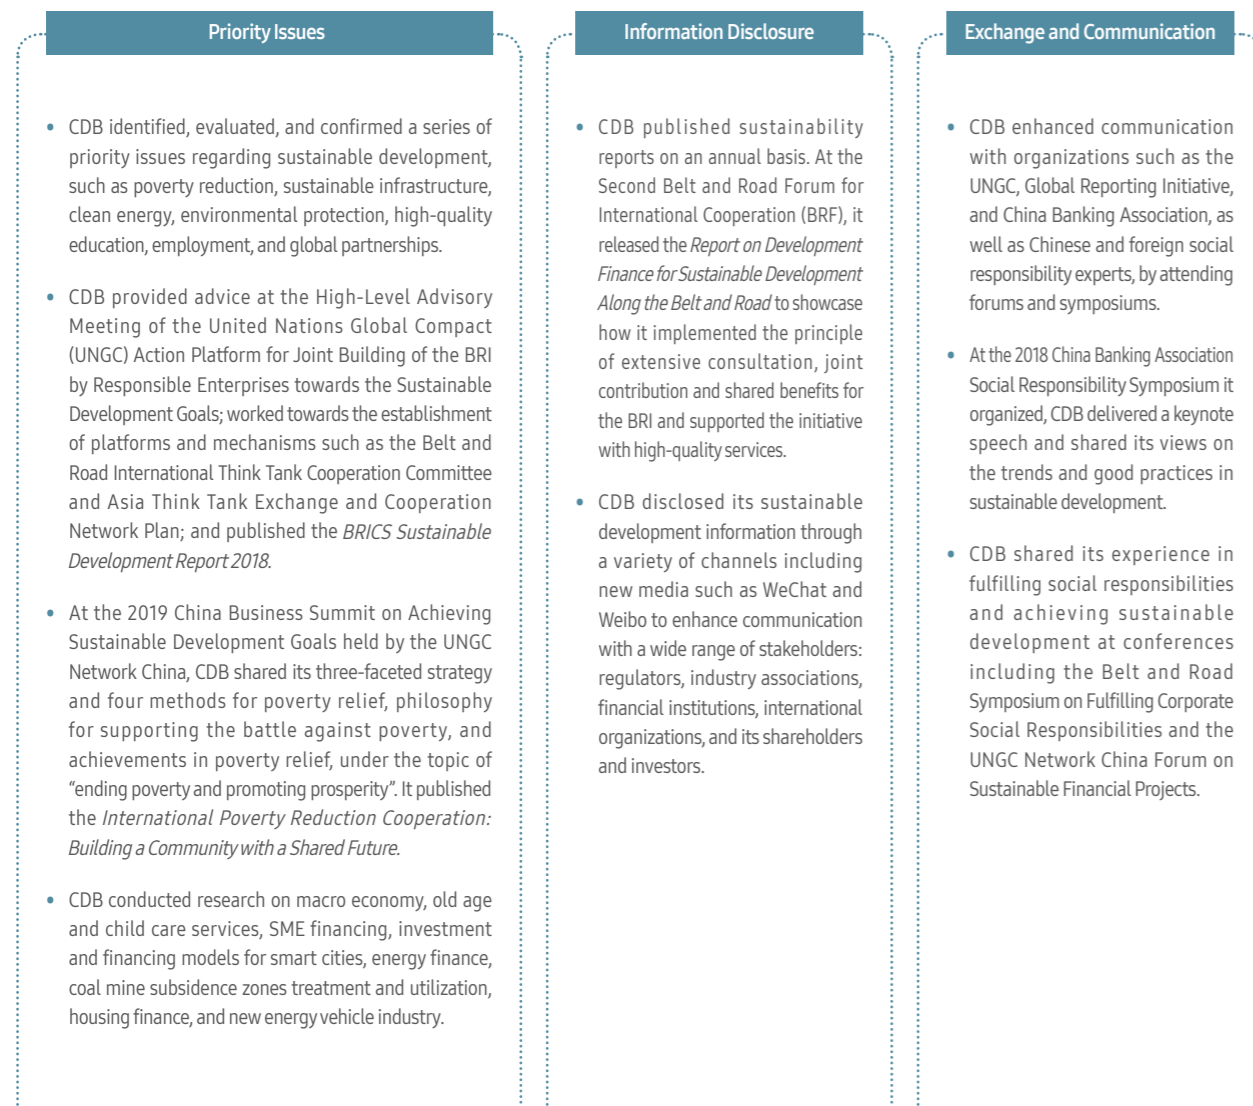 Priority Issues
• CDB identified, evaluated, and confirmed a series of
priority issues regarding sustainable development,
such as poverty reduction, sustainable infrastructure,
clean energy, environmental protection, high-quality
education, employment, and global partnerships.
• CDB provided advice at the High-Level Advisory
Meeting of the United Nations Global Compact
(UNGC) Action Platform for Joint Building of the BRI
by Responsible Enterprises towards the Sustainable
Development Goals; worked towards the establishment
of platforms and mechanisms such as the Belt and
Road International Think Tank Cooperation Committee
and Asia Think Tank Exchange and Cooperation
Network Plan; and published the BRICS Sustainable
Development Report 2018.
• At the 2019 China Business Summit on Achieving
Sustainable Development Goals held by the UNGC
Network China, CDB shared its three-faceted strategy
and four methods for poverty relief, philosophy
for supporting the battle against poverty, and
achievements in poverty relief, under the topic of
“ending poverty and promoting prosperity”. It published
the International Poverty Reduction Cooperation:
Building a Community with a Shared Future.
• CDB conducted research on macro economy, old age
and child care services, SME financing, investment
and financing models for smart cities, energy finance,
coal mine subsidence zones treatment and utilization,
housing finance, and new energy vehicle industry.
Information Disclosure
• CDB published sustainability
reports on an annual basis. At the
Second Belt and Road Forum for
International Cooperation (BRF), it
released the Report on Development
Finance for Sustainable Development
Along the Belt and Road to showcase
how it implemented the principle
of extensive consultation, joint
contribution and shared benefits for
the BRI and supported the initiative
with high-quality services.
• CDB disclosed its sustainable
development information through
a variety of channels including
new media such as WeChat and
Weibo to enhance communication
with a wide range of stakeholders:
regulators, industry associations,
financial institutions, international
organizations, and its shareholders
and investors.
Exchange and Communication
• CDB enhanced communication
with organizations such as the
UNGC, Global Reporting Initiative,
and China Banking Association, as
well as Chinese and foreign social
responsibility experts, by attending
forums and symposiums.
• At the 2018 China Banking Association
Social Responsibility Symposium it
organized, CDB delivered a keynote
speech and shared its views on
the trends and good practices in
sustainable development.
• CDB shared its experience in
fulfilling social responsibilities
and achieving sustainable
development at conferences
including the Belt and Road
Symposium on Fulfilling Corporate
Social Responsibilities and the
UNGC Network China Forum on
Sustainable Financial Projects.